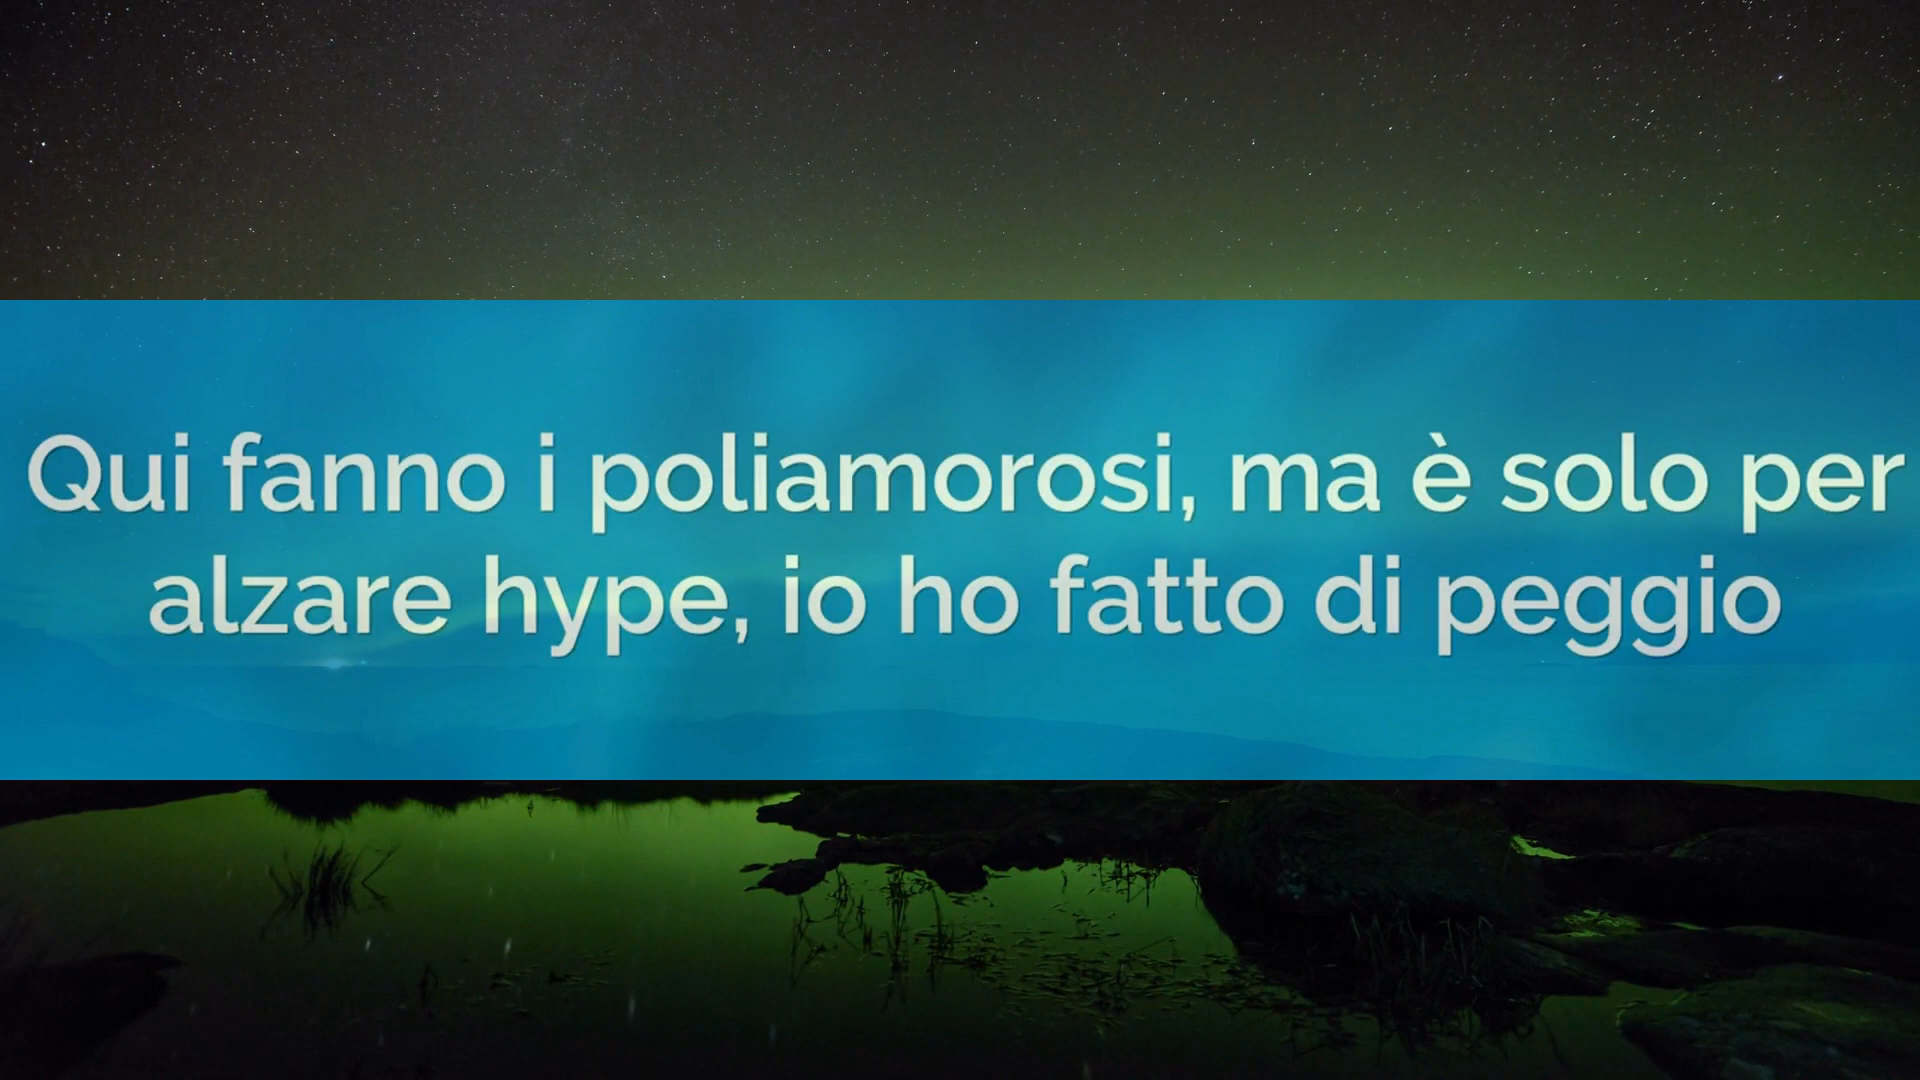 Qui fanno i poliamorosi, ma è solo per
alzare hype, io ho fatto di peggio